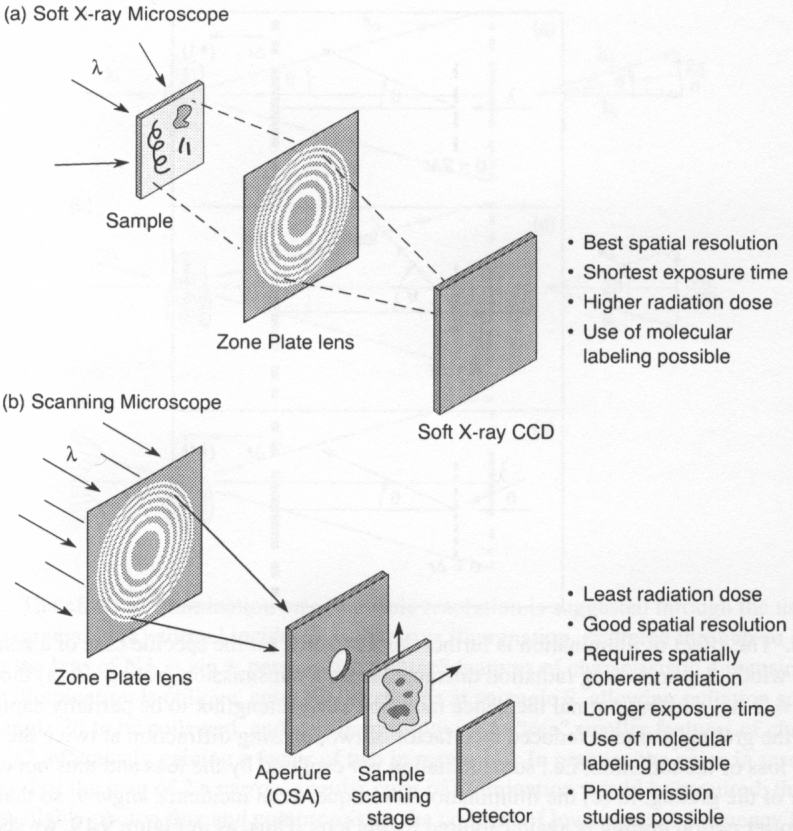 (a) Soft X-ray Microscope
λ
Sample
Zone Plate lens
Soft X-ray CCD
• Best spatial resolution
• Shortest exposure time
• Higher radiation dose
• Use of molecular
labeling possible
(b) Scanning Microscope
λ
Zone Plate lens
Aperture
(OSA)
Sample
scanning
stage
Detector
• Least radiation dose
• Good spatial resolution
• Requires spatially
coherent radiation
• Longer exposure time
• Use of molecular
labeling possible
• Photoemission
studies possible